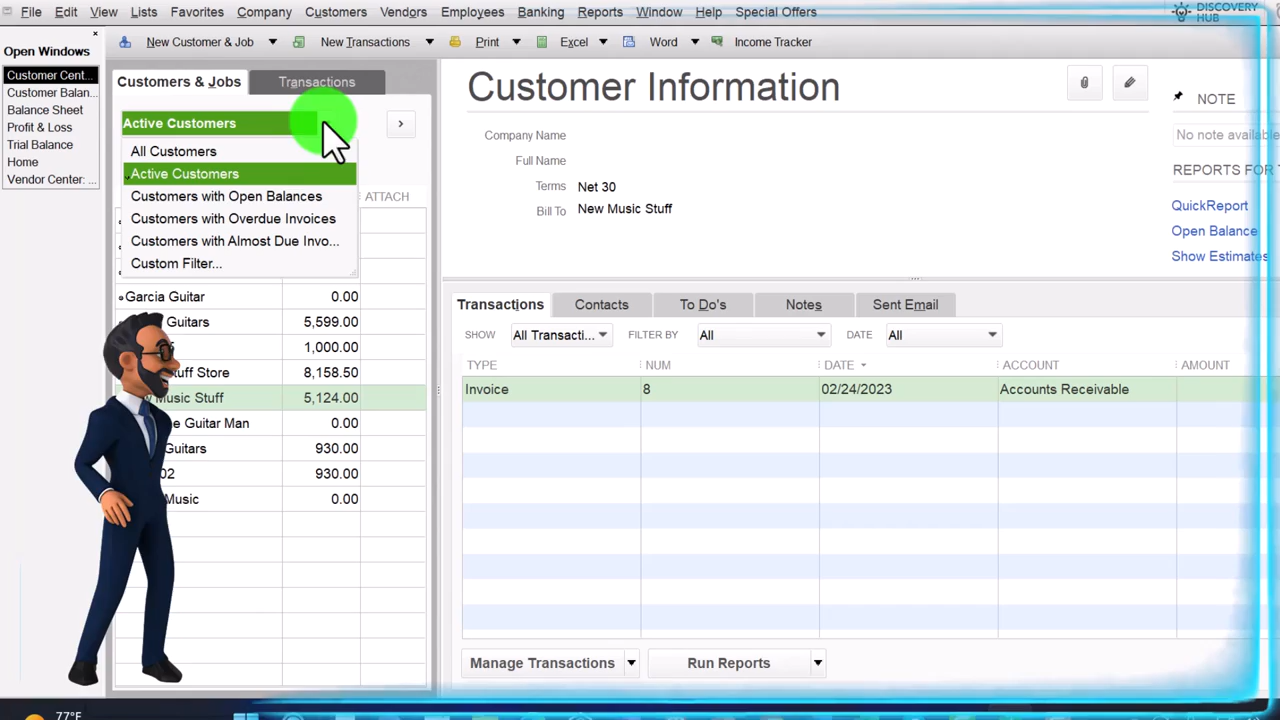 File Edit View Lists Favorites Company Customers Vendors Employees Banking Reports Window Help Special Offers
DISCOVERY
HUB
New Customer & Job New Transactions Print Excel Word Income Tracker
Open Windows
Customer Cent...
Customer Balan...
Balance Sheet
Profit & Loss
Trial Balance
Home
Vendor Center: ...
Customers & Jobs Transactions
Active Customers
All Customers
Active Customers
Customers with Open Balances
Customers with Overdue Invoices
Customers with Almost Due Invo...
Custom Filter...
ATTACH
Garcia Guitar 0.00
Guitars 5,599.00
1,000.00
Store 8,158.50
Music Stuff 5,124.00
Guitar Man 0.00
Guitars 930.00
02 930.00
Music 0.00
Customer Information
Company Name
Full Name
Terms Net 30
Bill To New Music Stuff
NOTE
No note available
REPORTS FOR
QuickReport
Open Balance
Show Estimates
Transactions Contacts To Do's Notes Sent Email
SHOW All Transacti... FILTER BY All DATE All
TYPE NUM DATE ACCOUNT AMOUNT
Invoice 8 02/24/2023 Accounts Receivable
Manage Transactions Run Reports
77°F